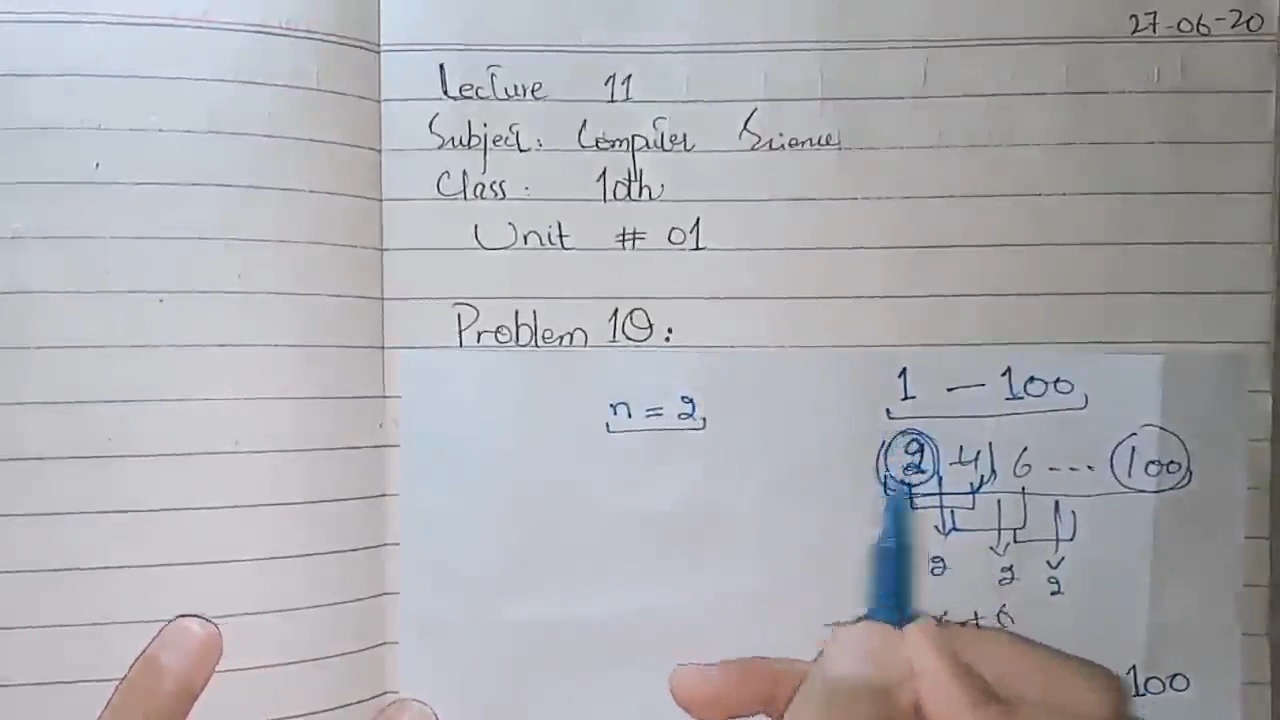 27-06-20
Lecture 11
Subject: Computer Science
Class: 10th
Unit # 01
Problem 10:
1 — 100
n = 2
2 4 6 ... 100
2 2 2
100